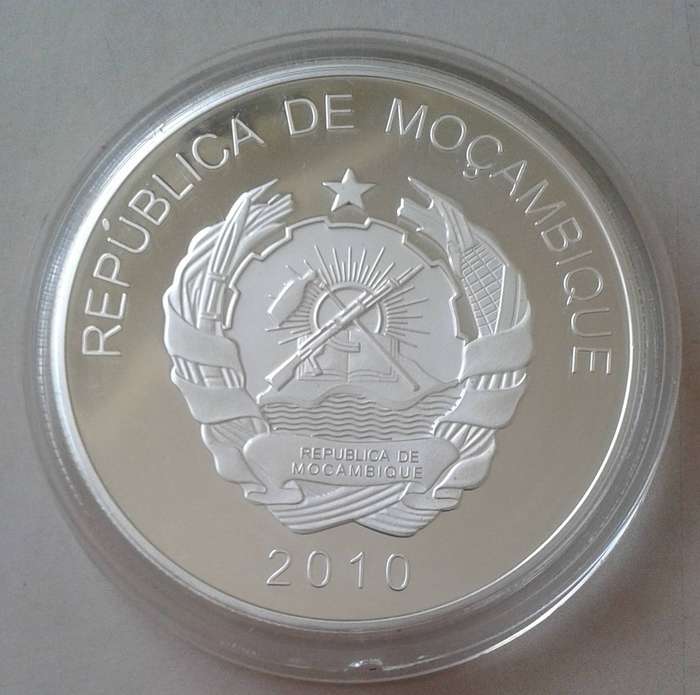 REPÚBLICA DE MOÇAMBIQUE
REPUBLICA DE
MOCAMBIQUE
2010